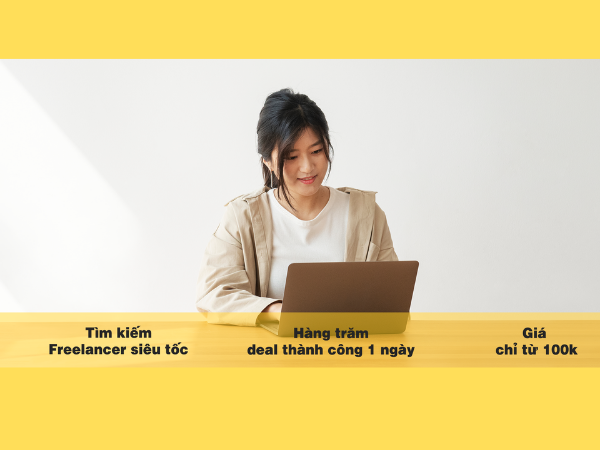 Tìm kiếm
Freelancer siêu tốc
Hàng trăm
deal thành công 1 ngày
Giá
chỉ từ 100k